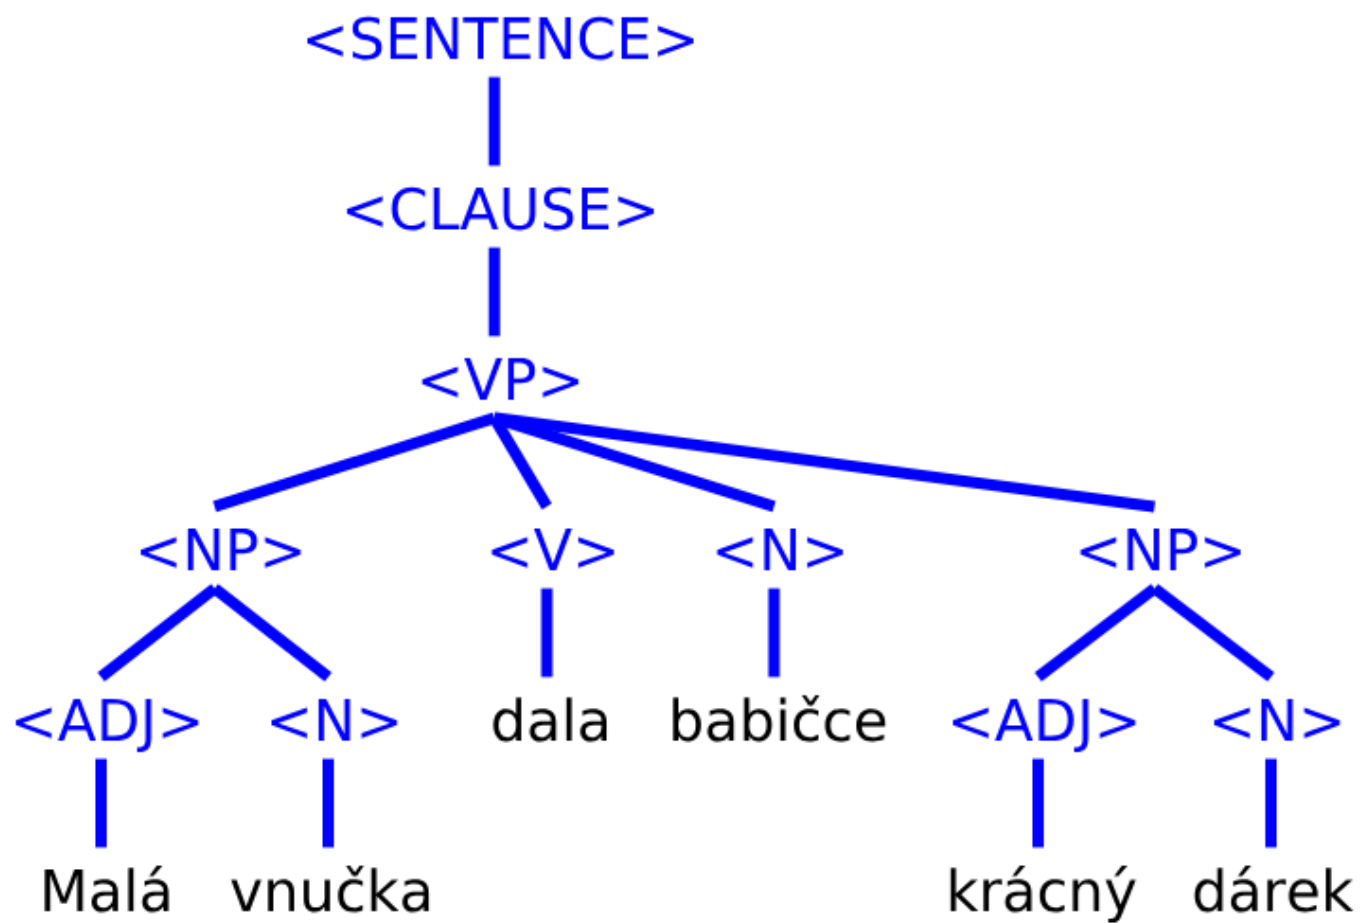 <SENTENCE>
<CLAUSE>
<VP>
<NP> <V> <N> <NP>
<ADJ> <N> dala babičce <ADJ> <N>
Malá vnučka krácný dárek